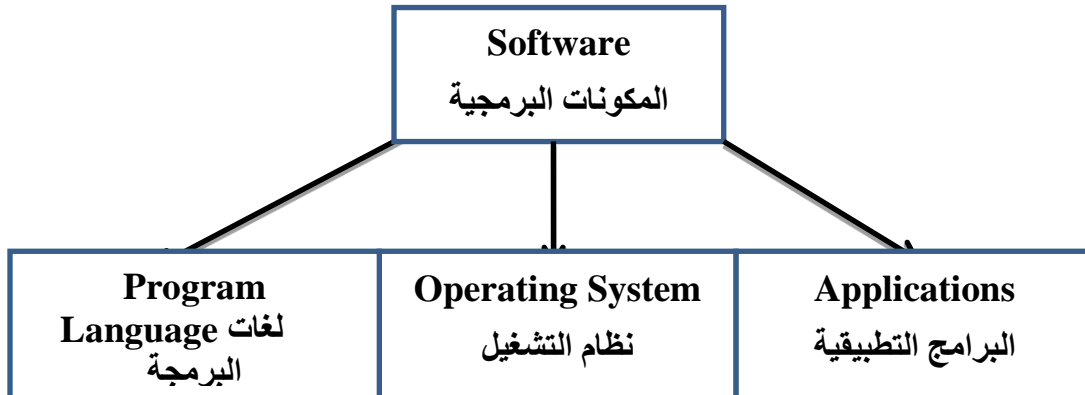 Software
المكونات البرمجية
Program
Language لغات
البرمجة
Operating System
نظام التشغيل
Applications
البرامج التطبيقية